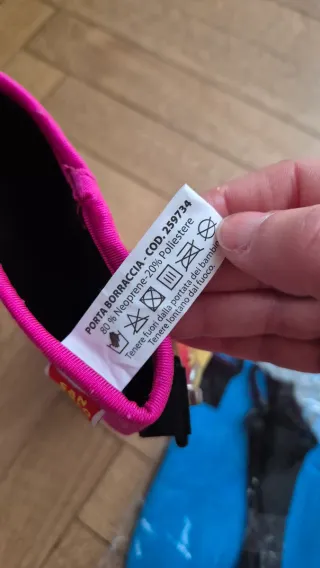 PORTA BORRACCIA - COD. 259734
80 % Neoprene-20% Poliestere
Tenere fuori dalla portata dei bambini
Tenere lontano dal fuoco.